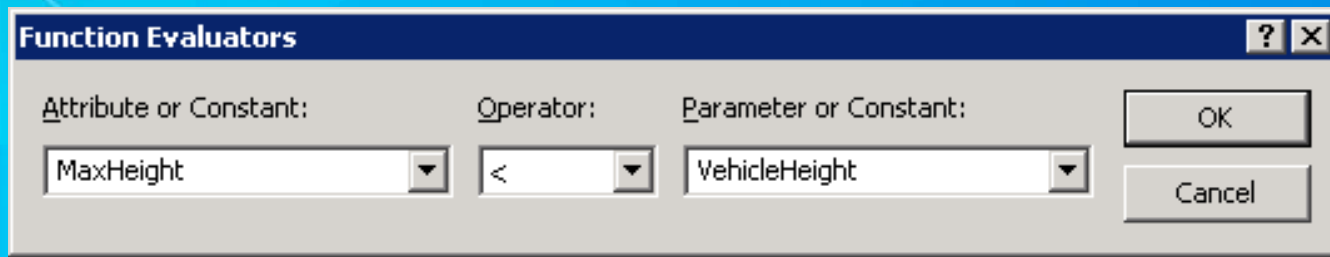 Function Evaluators ? X
Attribute or Constant: Operator: Parameter or Constant: OK
MaxHeight < VehicleHeight
Cancel